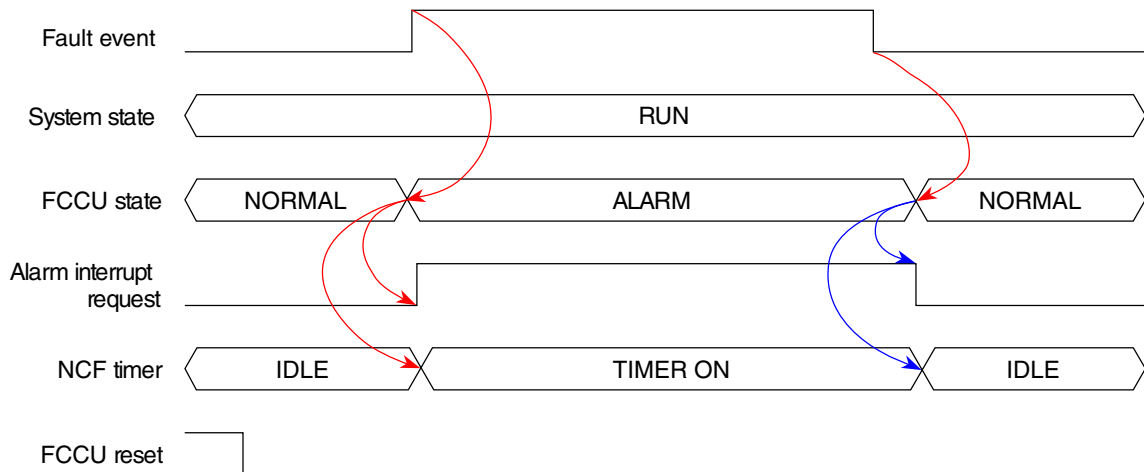 Fault event
System state
RUN
FCCU state
NORMAL
ALARM
NORMAL
Alarm interrupt
request
NCF timer
IDLE
TIMER ON
IDLE
FCCU reset